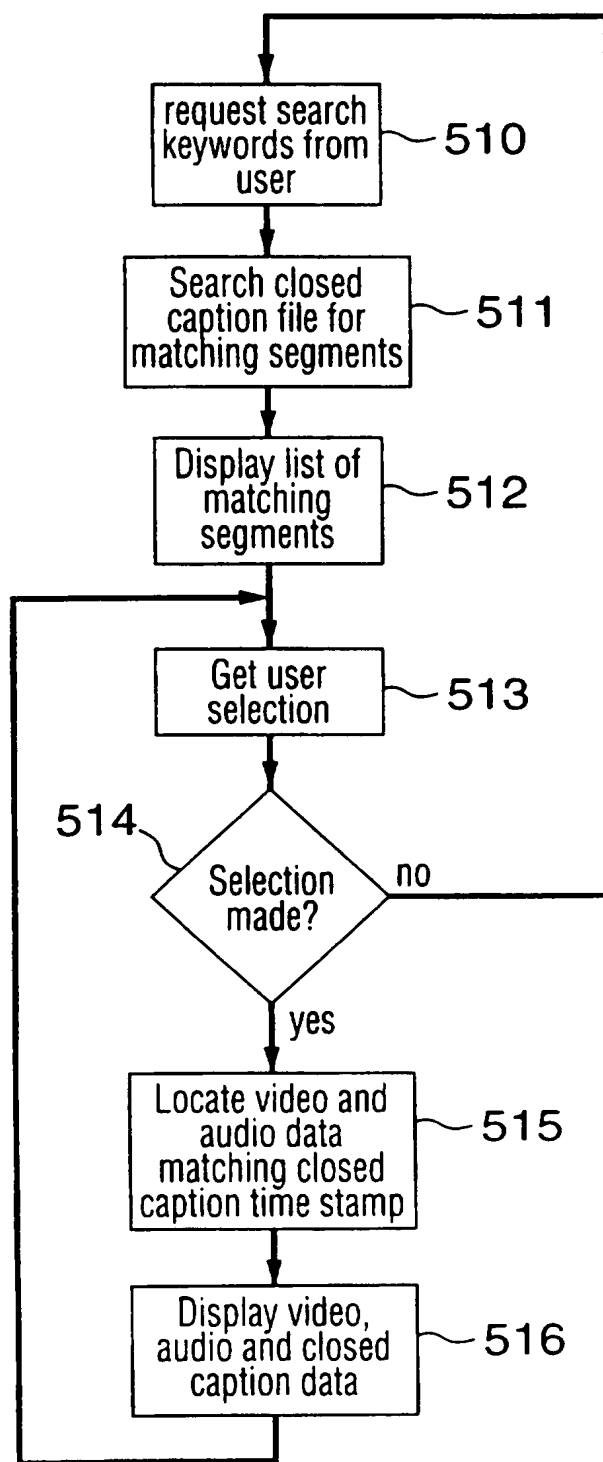 request search
keywords from
user
510
Search closed
caption file for
matching segments
511
Display list of
matching
segments
512
Get user
selection
513
514
Selection
made?
no
yes
Locate video and
audio data
matching closed
caption time stamp
515
Display video,
audio and closed
caption data
516